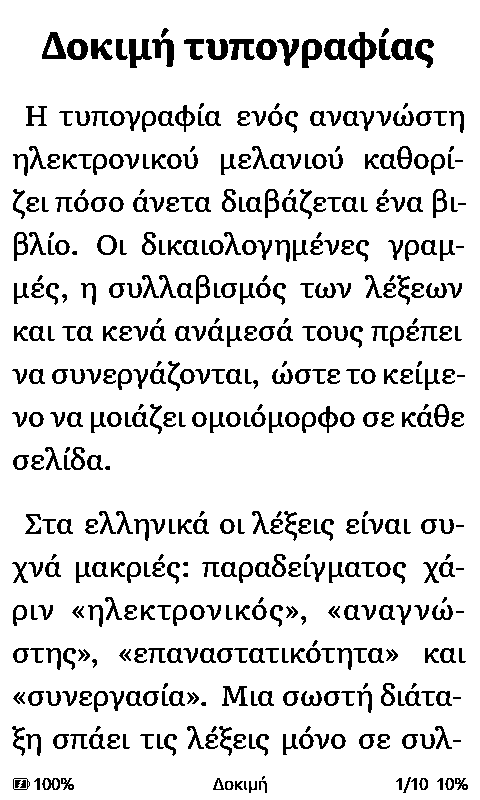 Δοκιμή τυπογραφίας
Η τυπογραφία ενός αναγνώστη
ηλεκτρονικού μελανιού καθορί-
ζει πόσο άνετα διαβάζεται ένα βι-
βλίο. Οι δικαιολογημένες γραμ-
μές, η συλλαβισμός των λέξεων
και τα κενά ανάμεσά τους πρέπει
να συνεργάζονται, ώστε το κείμε-
νο να μοιάζει ομοιόμορφο σε κάθε
σελίδα.
Στα ελληνικά οι λέξεις είναι συ-
χνά μακριές: παραδείγματος χά-
ριν «ηλεκτρονικός», «αναγνώ-
στης», «επαναστατικότητα» και
«συνεργασία». Μια σωστή διάτα-
ξη σπάει τις λέξεις μόνο σε συλ-
100% Δοκιμή 1/10 10%